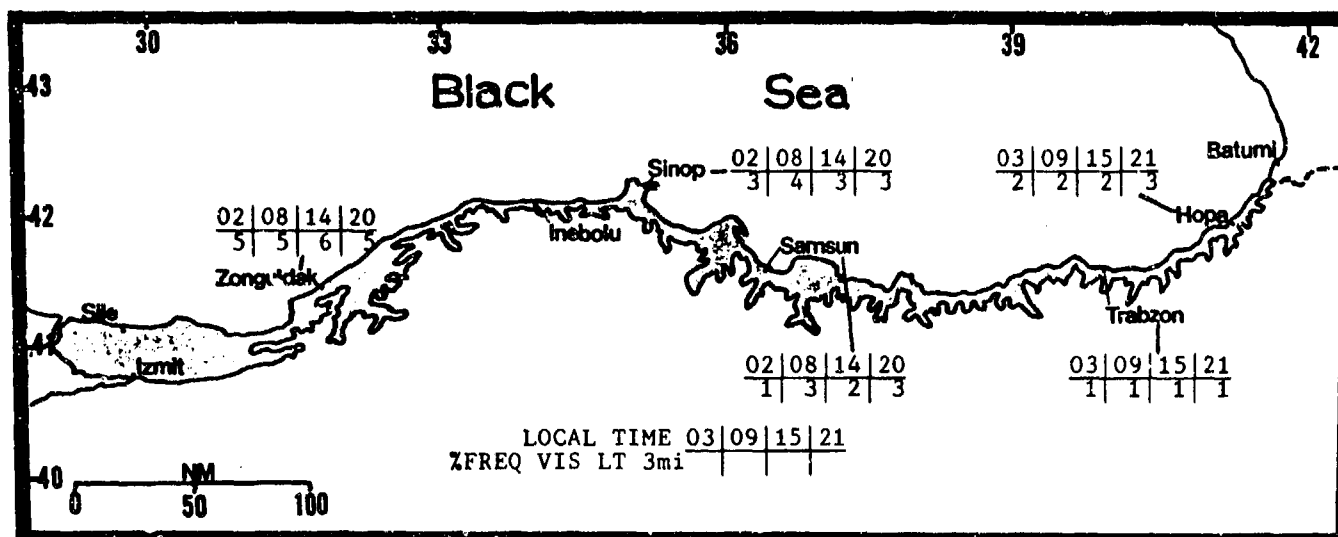 30 33 36 39 42
43
Black Sea
Batumi
Sinop
02 08 14 20
3 4 3 3
03 09 15 21
2 2 2 3
Hopa
42
02 08 14 20
5 5 6 5
Zonguldak
Inebolu
Samsun
Sile
41
Izmit
Trabzon
02 08 14 20
1 3 2 3
03 09 15 21
1 1 1 1
LOCAL TIME 03 09 15 21
%FREQ VIS LT 3mi
40
NM
0 50 100